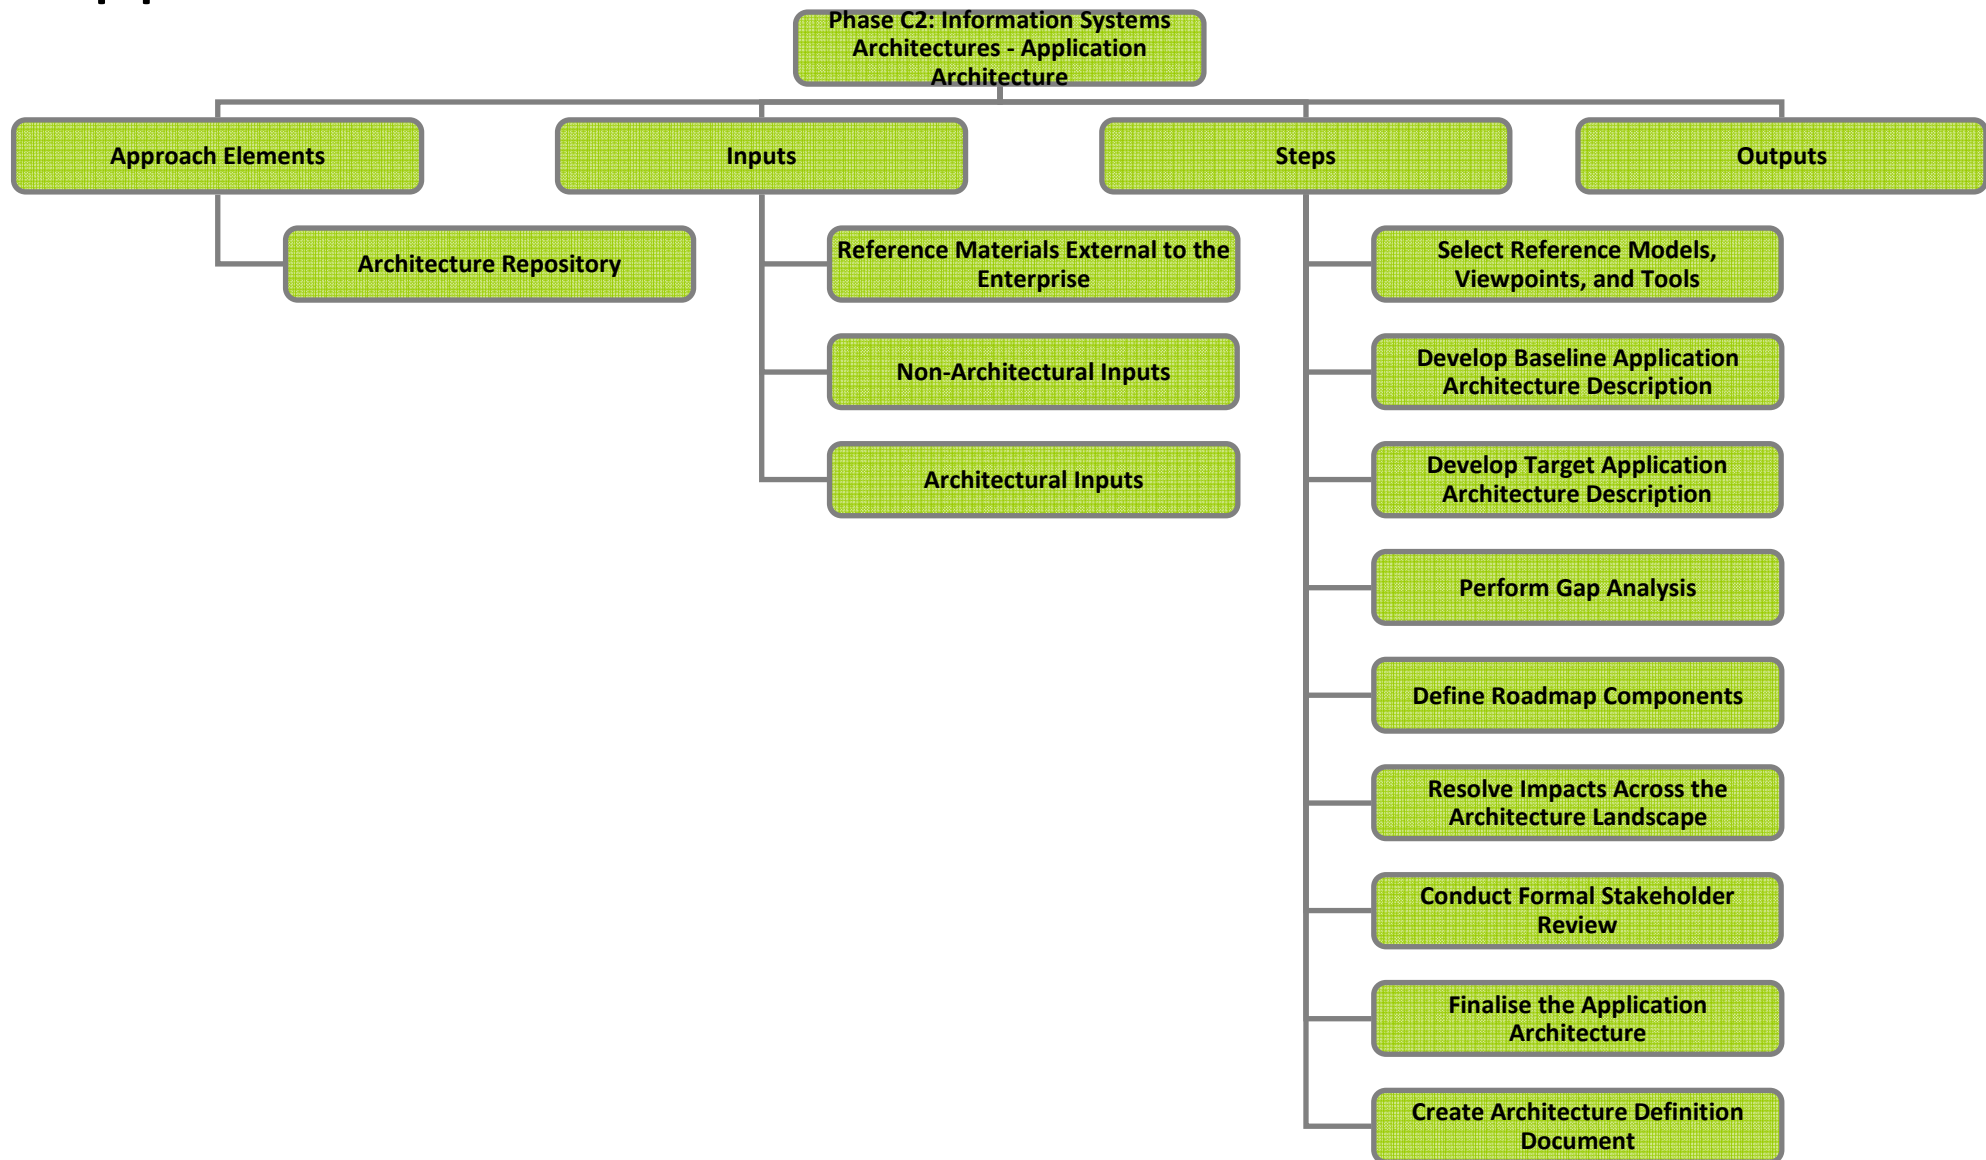 Phase C2: Information Systems
Architectures - Application
Architecture
Approach Elements
Inputs
Steps
Outputs
Architecture Repository
Reference Materials External to the
Enterprise
Non-Architectural Inputs
Architectural Inputs
Select Reference Models,
Viewpoints, and Tools
Develop Baseline Application
Architecture Description
Develop Target Application
Architecture Description
Perform Gap Analysis
Define Roadmap Components
Resolve Impacts Across the
Architecture Landscape
Conduct Formal Stakeholder
Review
Finalise the Application
Architecture
Create Architecture Definition
Document